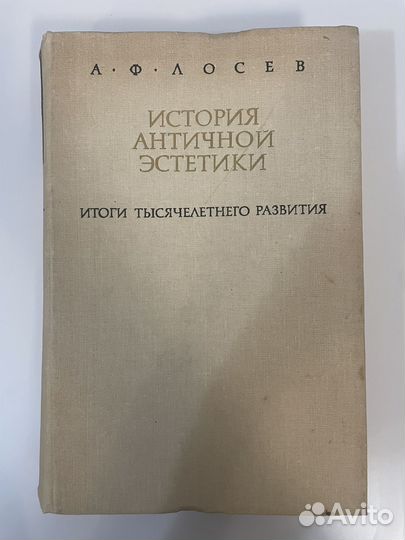 А · Ф · ЛОСЕВ
ИСТОРИЯ
АНТИЧНОЙ
ЭСТЕТИКИ
ИТОГИ ТЫСЯЧЕЛЕТНЕГО РАЗВИТИЯ
Avito